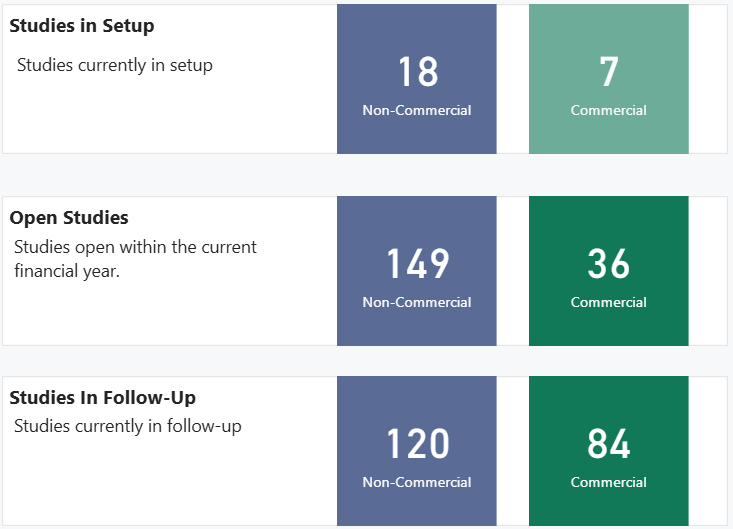 Studies in Setup
Studies currently in setup
18
Non-Commercial
7
Commercial
Open Studies
Studies open within the current
financial year.
149
Non-Commercial
36
Commercial
Studies In Follow-Up
Studies currently in follow-up
120
Non-Commercial
84
Commercial